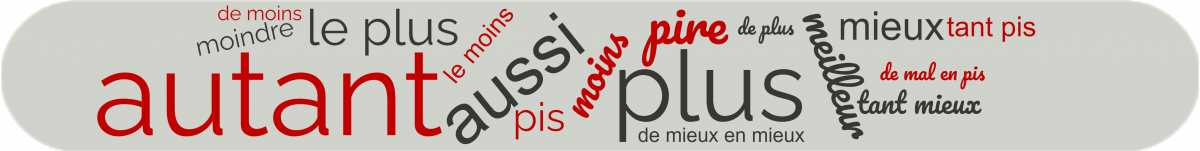 de moins
moindre
le plus
le moins
autant
aussi
pis
moins
pire
de plus
plus
de mieux en mieux
meilleur
mieux
tant pis
de mal en pis
tant mieux